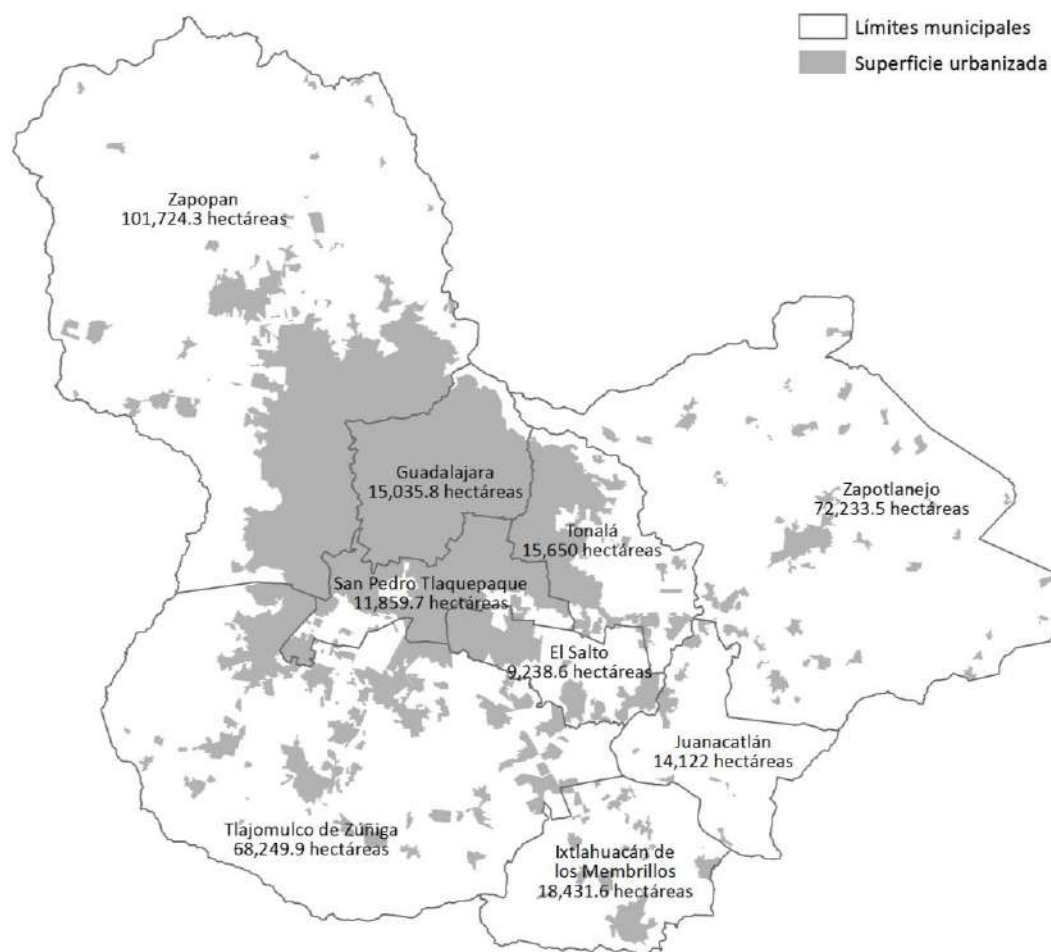 Límites municipales
Superficie urbanizada
Zapopan
101,724.3 hectáreas
Guadalajara
15,035.8 hectáreas
Zapotlanejo
72,233.5 hectáreas
Tonalá
15,650 hectáreas
San Pedro Tlaquepaque
11,859.7 hectáreas
El Salto
9,238.6 hectáreas
Juanacatlán
14,122 hectáreas
Tlajomulco de Zúñiga
68,249.9 hectáreas
Ixtlahuacán de
los Membrillos
18,431.6 hectáreas